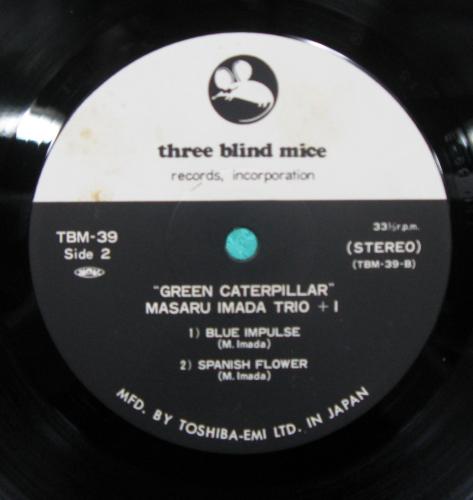 three blind mice
records, incorporation
TBM-39
Side 2
33⅓r.p.m.
(STEREO)
(TBM-39-B)
"GREEN CATERPILLAR"
MASARU IMADA TRIO + 1
1) BLUE IMPULSE
(M. Imada)
2) SPANISH FLOWER
(M. Imada)
MFD. BY TOSHIBA-EMI LTD. IN JAPAN